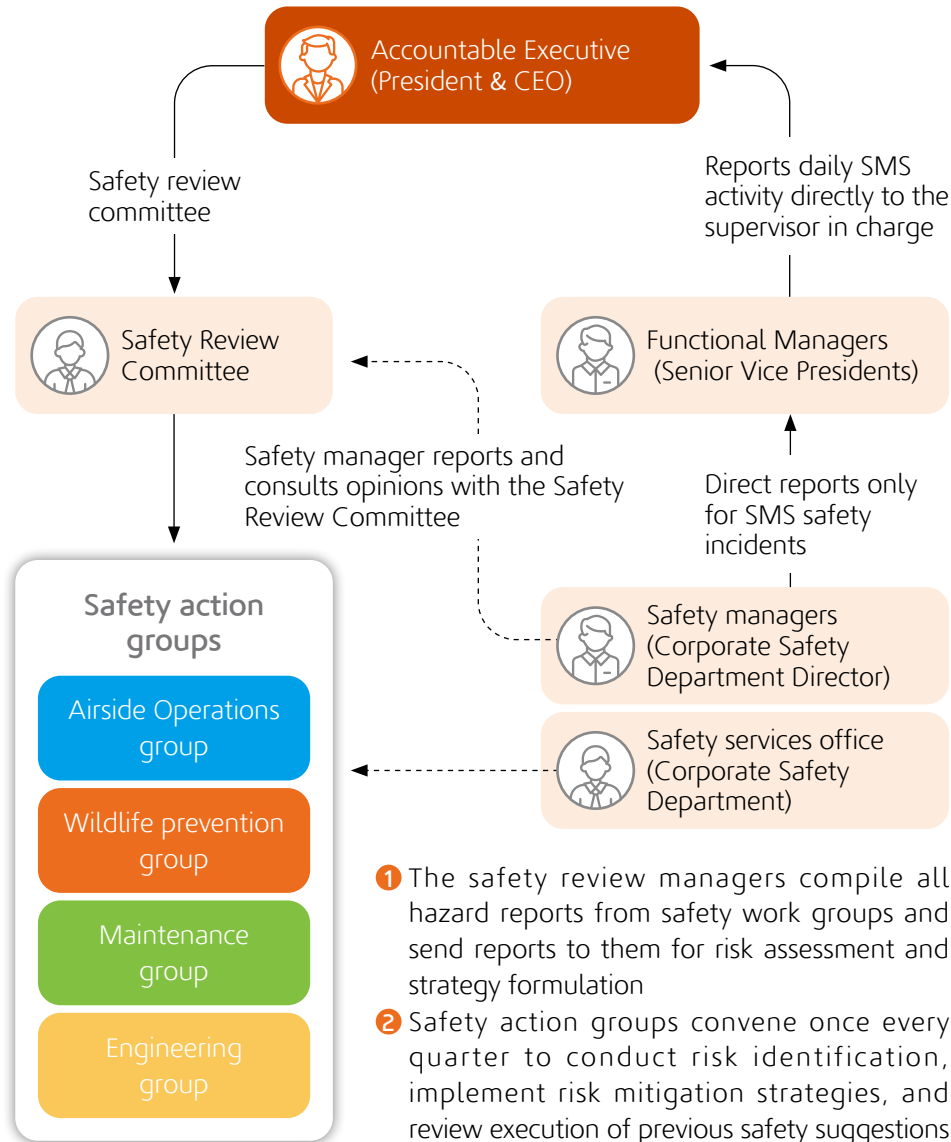 Accountable Executive
(President & CEO)
Safety review
committee
Reports daily SMS
activity directly to the
supervisor in charge
Safety Review
Committee
Functional Managers
(Senior Vice Presidents)
Safety manager reports and
consults opinions with the Safety
Review Committee
Direct reports only
for SMS safety
incidents
Safety action
groups
Airside Operations
group
Wildlife prevention
group
Maintenance
group
Engineering
group
Safety managers
(Corporate Safety
Department Director)
Safety services office
(Corporate Safety
Department)
1 The safety review managers compile all
hazard reports from safety work groups and
send reports to them for risk assessment and
strategy formulation
2 Safety action groups convene once every
quarter to conduct risk identification,
implement risk mitigation strategies, and
review execution of previous safety suggestions